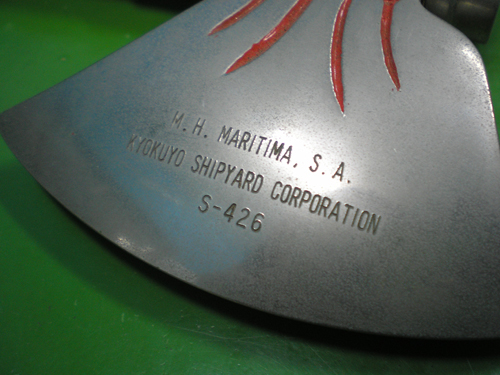 M. H. MARITIMA, S. A.
KYOKUYO SHIPYARD CORPORATION
S-426